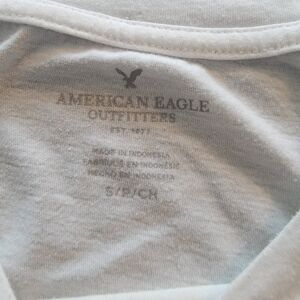 AMERICAN EAGLE
OUTFITTERS
EST. 1977
MADE IN INDONESIA
FABRIQUÉ EN INDONÉSIE
HECHO EN INDONESIA
S/P/CH